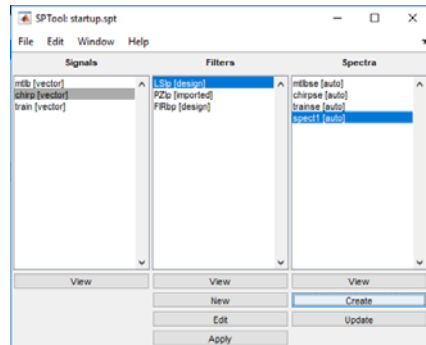 SPTool: startup.spt
File Edit Window Help
Signals Filters Spectra
mtlb [vector]
chirp [vector]
train [vector]
LSlp [design]
PZlp [imported]
FIRbp [design]
mtlbse [auto]
chirpse [auto]
trainse [auto]
spect1 [auto]
View View View
New Create
Edit Update
Apply